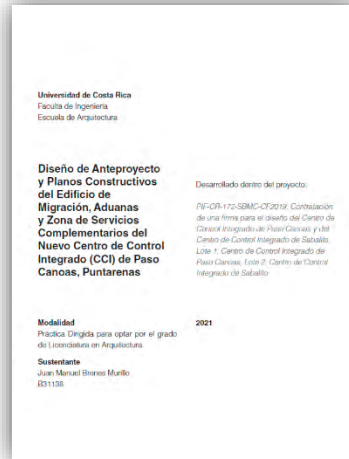 Universidad de Costa Rica
Faculta de Ingeniería
Escuela de Arquitectura
Diseño de Anteproyecto
y Planos Constructivos
del Edificio de
Migración, Aduanas
y Zona de Servicios
Complementarios del
Nuevo Centro de Control
Integrado (CCI) de Paso
Canoas, Puntarenas
Desarrollado dentro del proyecto:
PIF-CR-172-SBMC-CF2019: Contratación
de una firma para el diseño del Centro de
Control Integrado de Paso Canoas y del
Centro de Control Integrado de Sabalito.
Lote 1: Centro de Control Integrado de
Paso Canoas, Lote 2: Centro de Control
Integrado de Sabalito
Modalidad
Práctica Dirigida para optar por el grado
de Licenciatura en Arquitectura
2021
Sustentante
Juan Manuel Brenes Murillo
B31138